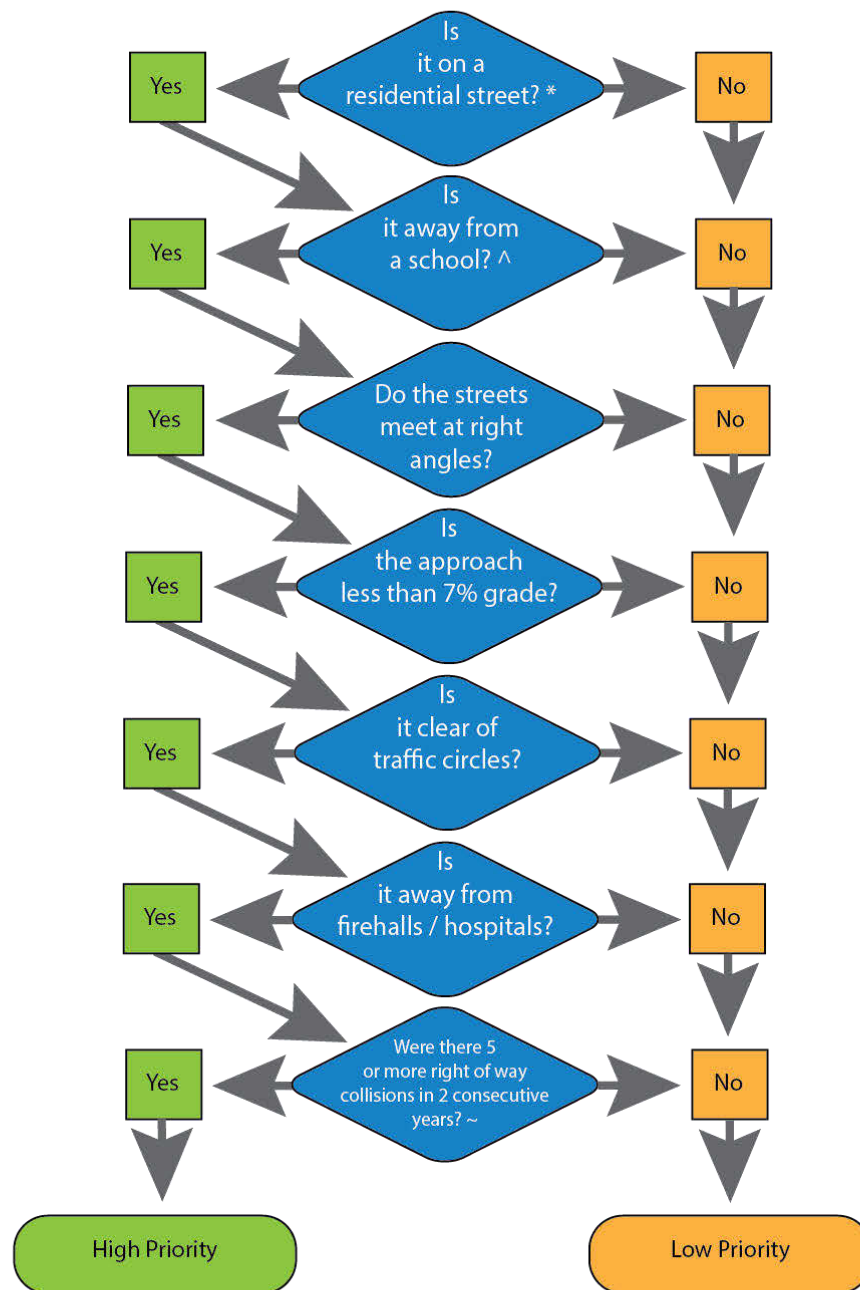 Is
it on a
residential street? *
Yes
No
Is
it away from
a school? ^
Yes
No
Do the streets
meet at right
angles?
Yes
No
Is
the approach
less than 7% grade?
Yes
No
Is
it clear of
traffic circles?
Yes
No
Is
it away from
firehalls / hospitals?
Yes
No
Were there 5
or more right of way
collisions in 2 consecutive
years? ~
Yes
No
High Priority
Low Priority